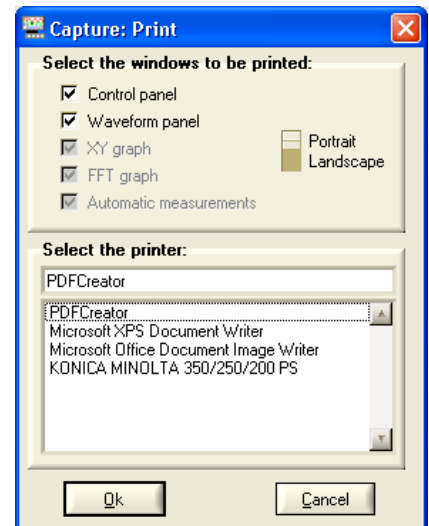 Capture: Print
Select the windows to be printed:
Control panel
Waveform panel
XY graph
FFT graph
Automatic measurements
Portrait
Landscape
Select the printer:
PDFCreator
PDFCreator
Microsoft XPS Document Writer
Microsoft Office Document Image Writer
KONICA MINOLTA 350/250/200 PS
Ok
Cancel